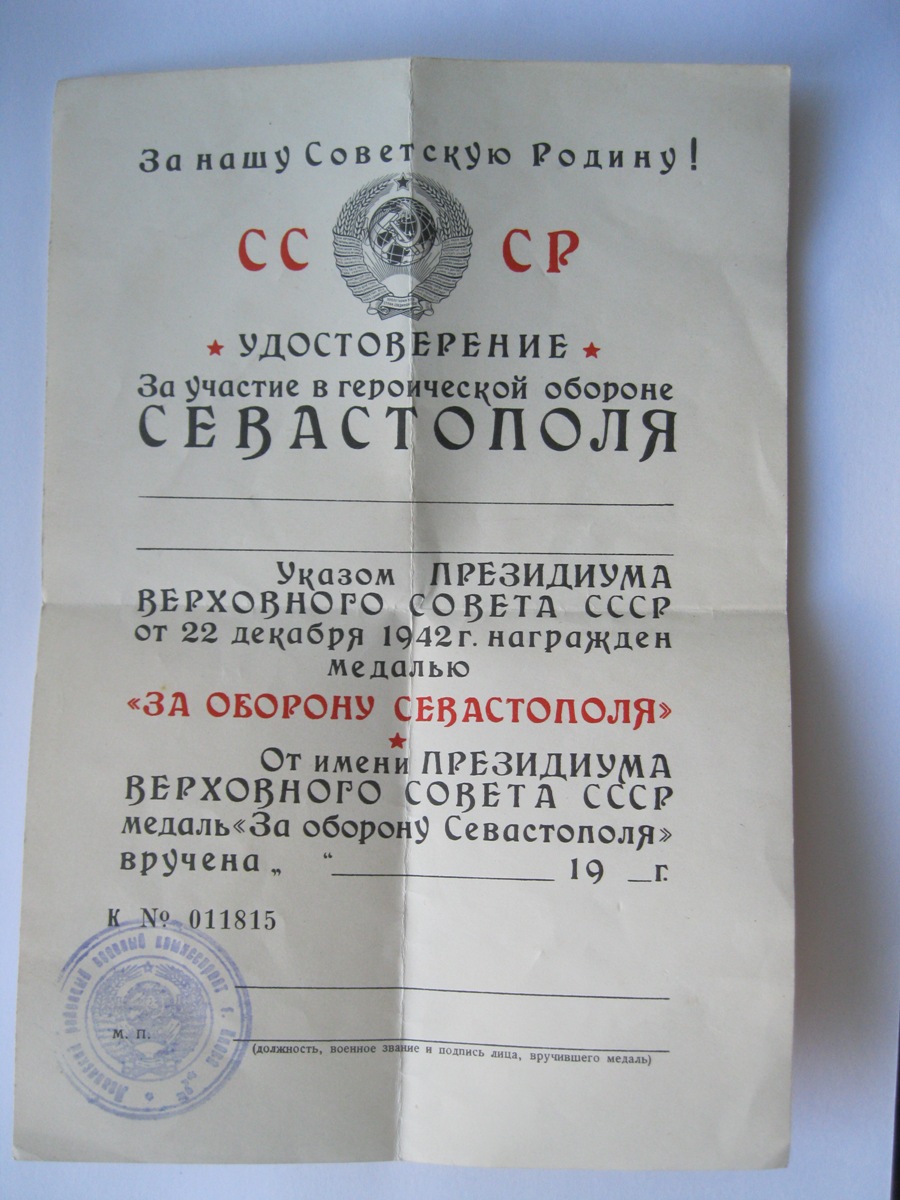 За нашу Советскую Родину!
СС СР
УДОСТОВЕРЕНИЕ
За участие в героической обороне
СЕВАСТОПОЛЯ
Указом ПРЕЗИДИУМА
ВЕРХОВНОГО СОВЕТА СССР
от 22 декабря 1942 г. награжден
медалью
«ЗА ОБОРОНУ СЕВАСТОПОЛЯ»
От имени ПРЕЗИДИУМА
ВЕРХОВНОГО СОВЕТА СССР
медаль «За оборону Севастополя»
вручена „ “ 19 г.
К № 011815
военный комиссариат г.
М. П.
(должность, военное звание и подпись лица, вручившего медаль)